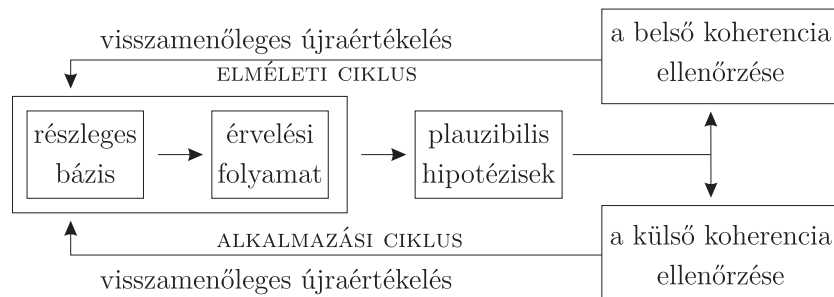 visszamenőleges újraértékelés
ELMÉLETI CIKLUS
a belső koherencia
ellenőrzése
részleges
bázis
érvelési
folyamat
plauzibilis
hipotézisek
ALKALMAZÁSI CIKLUS
visszamenőleges újraértékelés
a külső koherencia
ellenőrzése